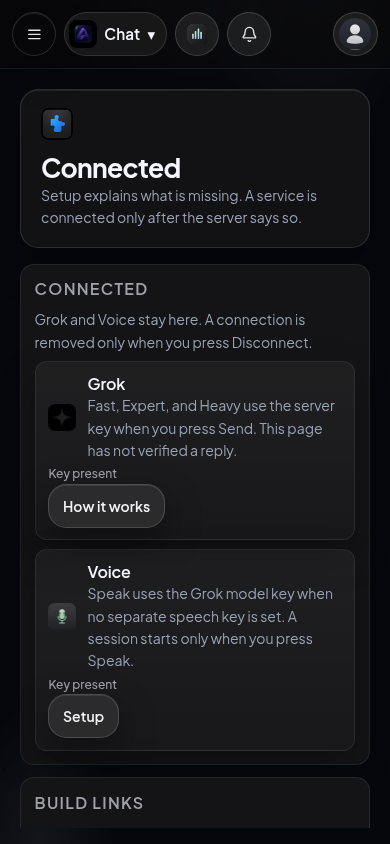 Chat ▾
Connected
Setup explains what is missing. A service is
connected only after the server says so.
CONNECTED
Grok and Voice stay here. A connection is
removed only when you press Disconnect.
Grok
Fast, Expert, and Heavy use the server
key when you press Send. This page
has not verified a reply.
Key present
How it works
Voice
Speak uses the Grok model key when
no separate speech key is set. A
session starts only when you press
Speak.
Key present
Setup
BUILD LINKS